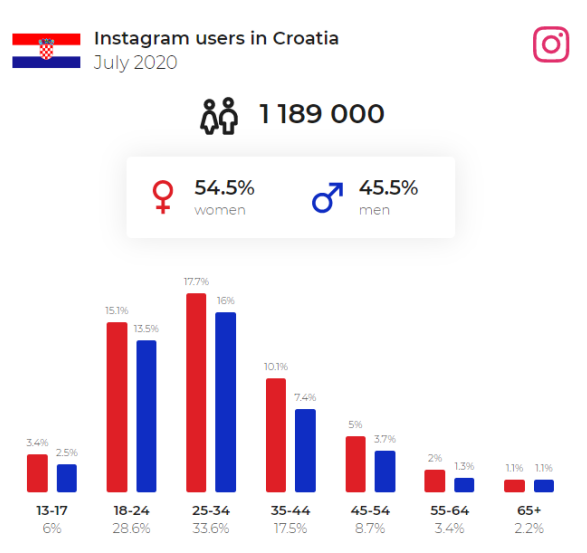 Instagram users in Croatia
July 2020
1 189 000
54.5% 45.5%
women men
17.7%
16%
15.1%
13.5%
10.1%
7.4%
5%
3.7%
3.4%
2.5%
2%
1.3%
1.1% 1.1%
13-17 18-24 25-34 35-44 45-54 55-64 65+
6% 28.6% 33.6% 17.5% 8.7% 3.4% 2.2%